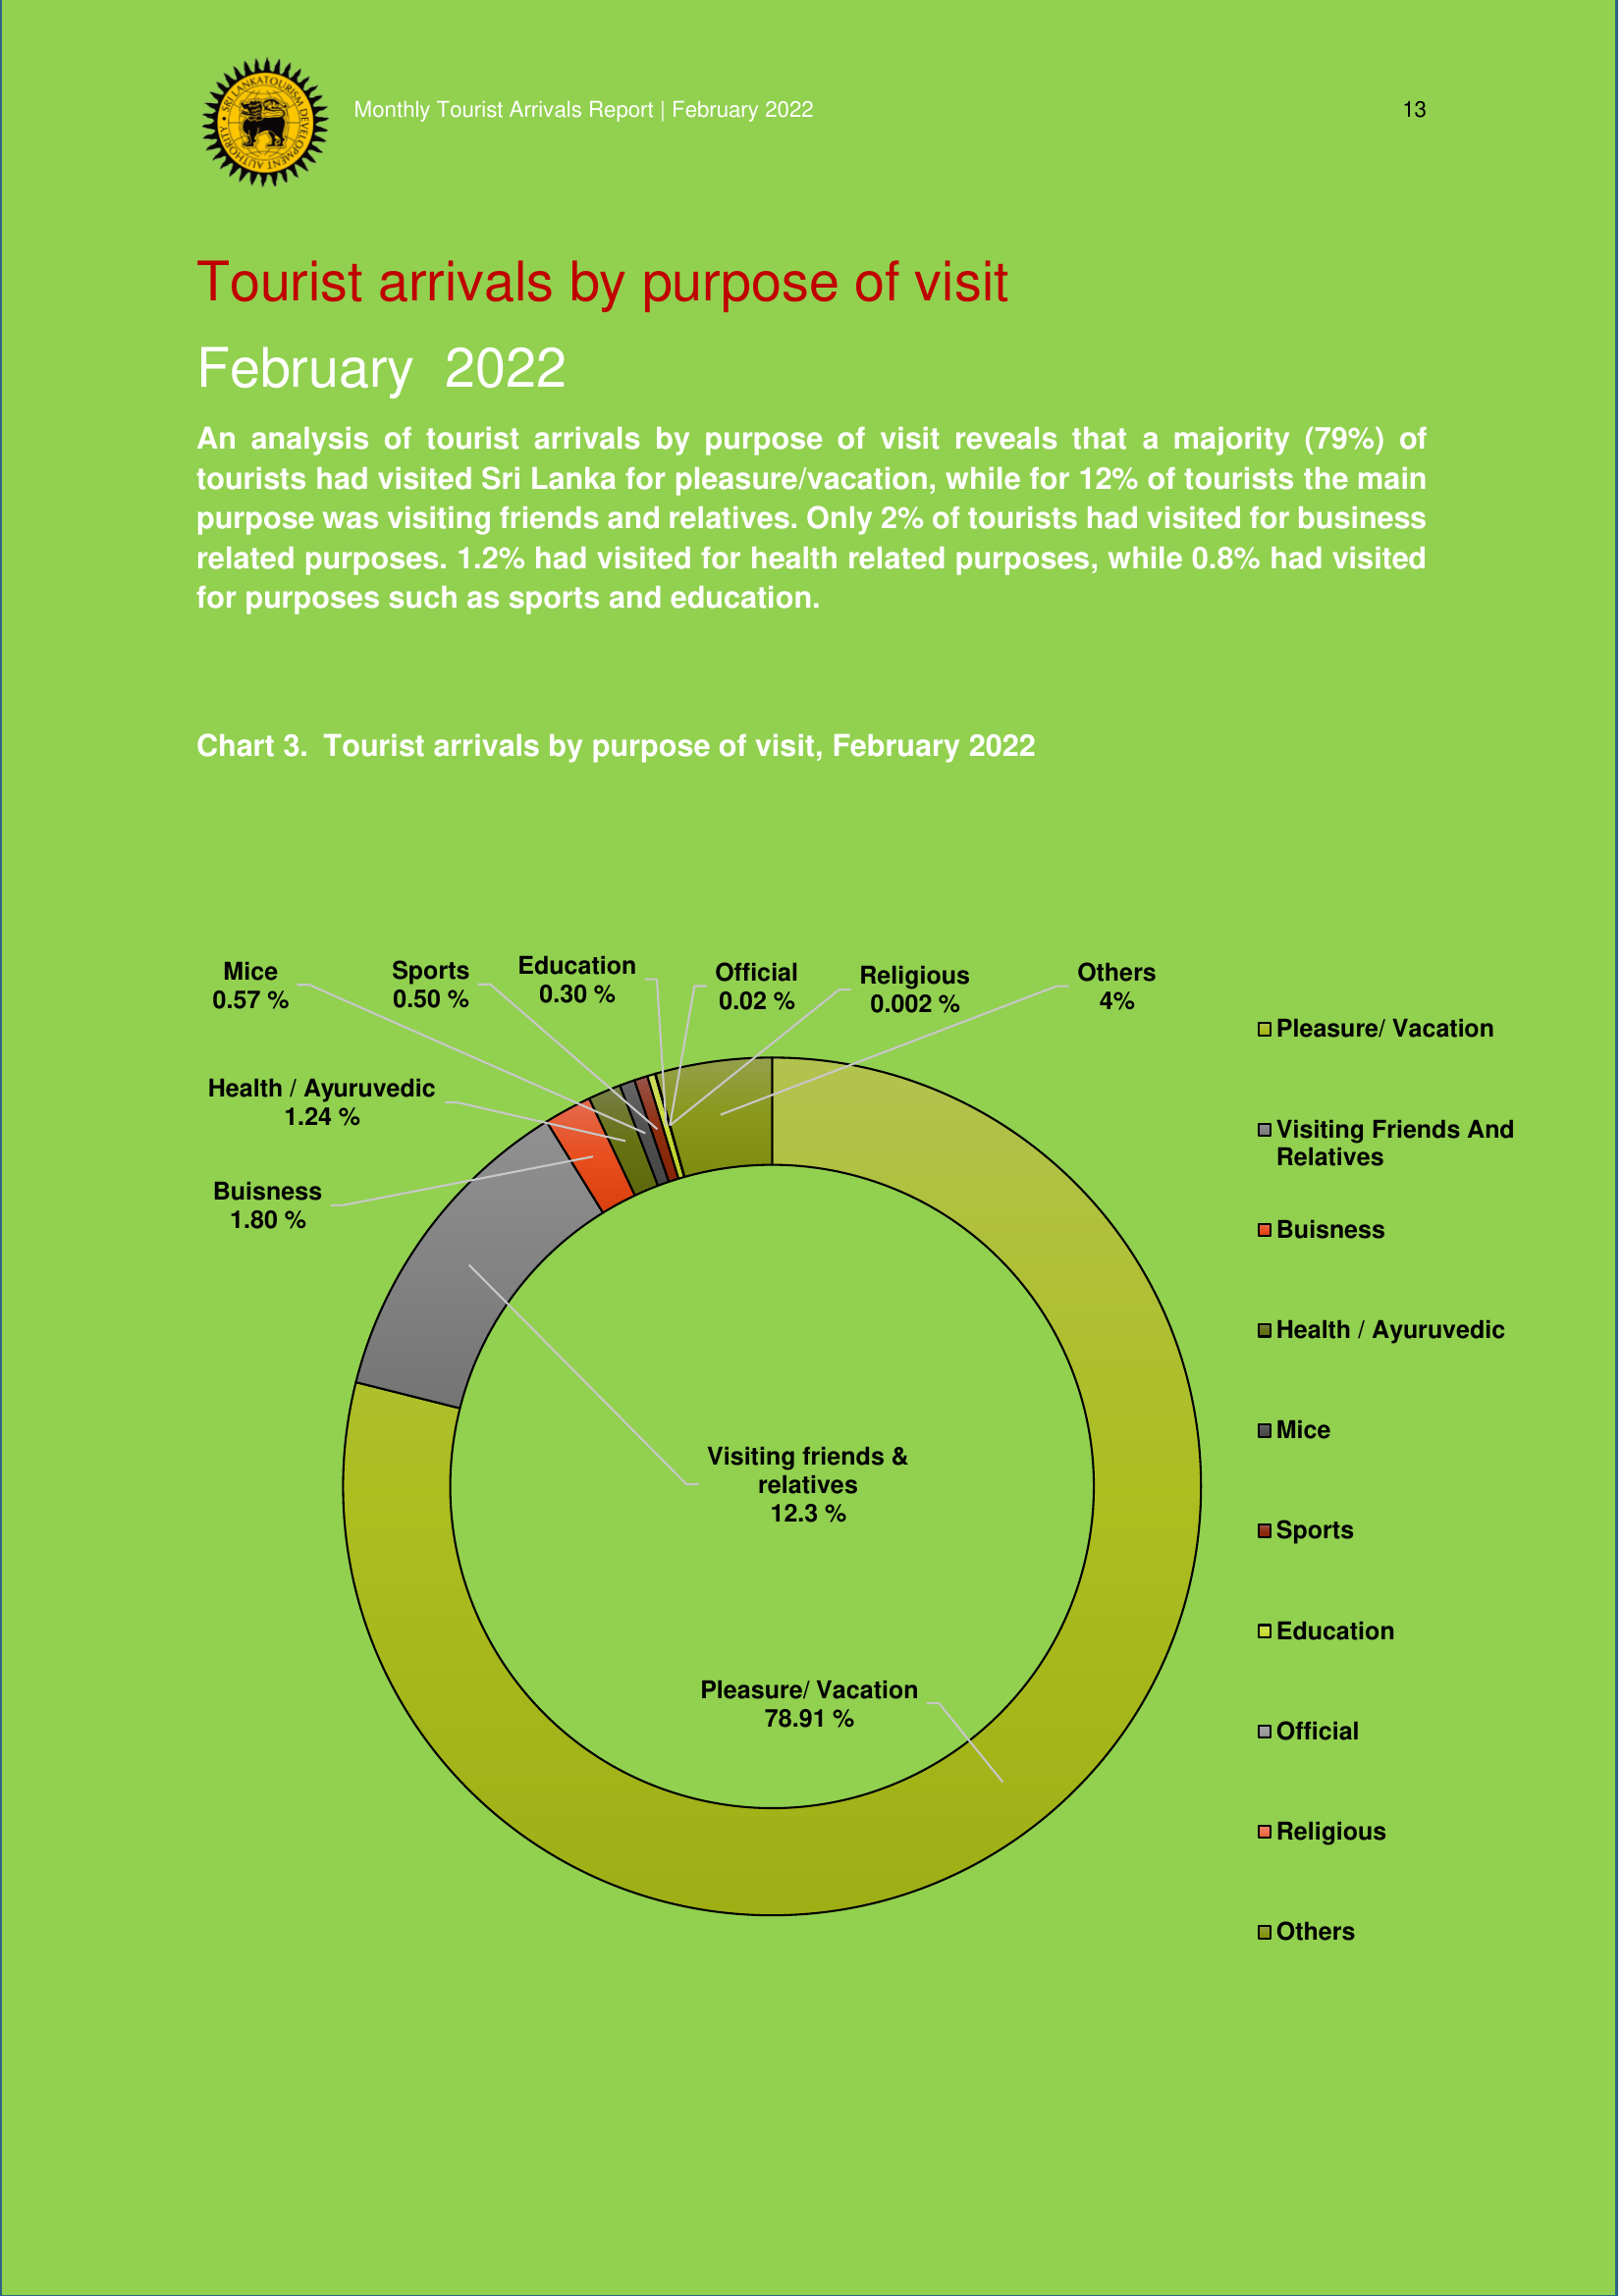 SRI LANKA TOURISM DEVELOPMENT AUTHORITY
Monthly Tourist Arrivals Report | February 2022
13
Tourist arrivals by purpose of visit
February 2022
An analysis of tourist arrivals by purpose of visit reveals that a majority (79%) of
tourists had visited Sri Lanka for pleasure/vacation, while for 12% of tourists the main
purpose was visiting friends and relatives. Only 2% of tourists had visited for business
related purposes. 1.2% had visited for health related purposes, while 0.8% had visited
for purposes such as sports and education.
Chart 3. Tourist arrivals by purpose of visit, February 2022
Mice
0.57 %
Sports
0.50 %
Education
0.30 %
Official
0.02 %
Religious
0.002 %
Others
4%
Health / Ayuruvedic
1.24 %
Buisness
1.80 %
Visiting friends &
relatives
12.3 %
Pleasure/ Vacation
78.91 %
Pleasure/ Vacation
Visiting Friends And
Relatives
Buisness
Health / Ayuruvedic
Mice
Sports
Education
Official
Religious
Others